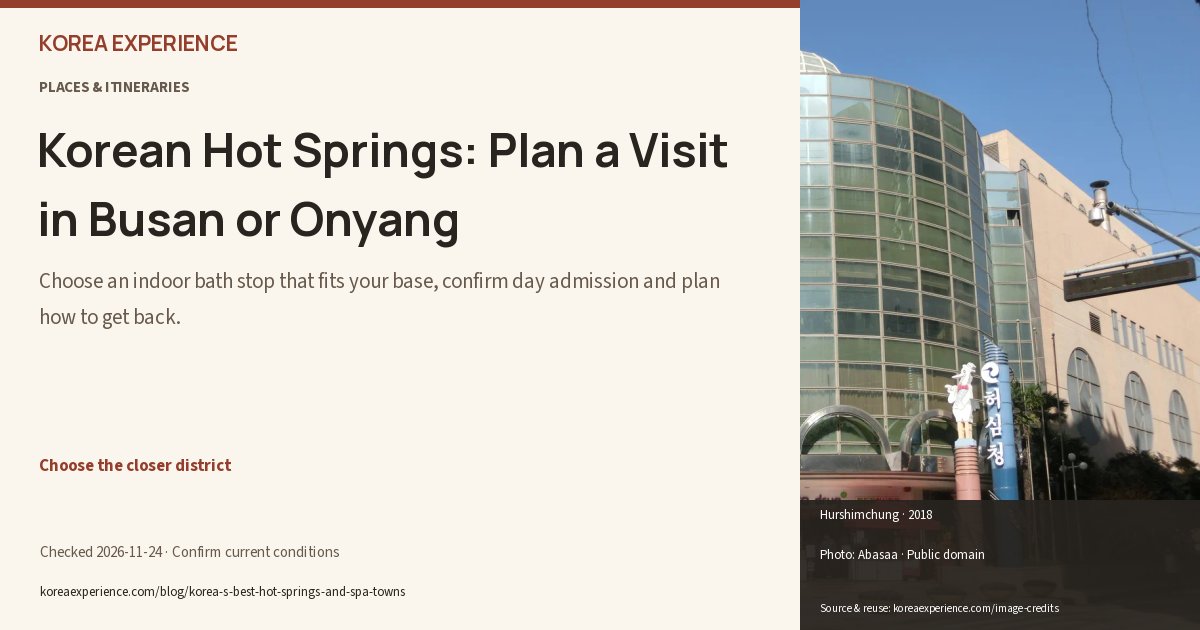 KOREA EXPERIENCE
PLACES & ITINERARIES
Korean Hot Springs: Plan a Visit
in Busan or Onyang
Choose an indoor bath stop that fits your base, confirm day admission and plan
how to get back.
Choose the closer district
Checked 2026-11-24 · Confirm current conditions
koreaexperience.com/blog/korea-s-best-hot-springs-and-spa-towns
허심청
Hurshimchung · 2018
Photo: Abasaa · Public domain
Source & reuse: koreaexperience.com/image-credits